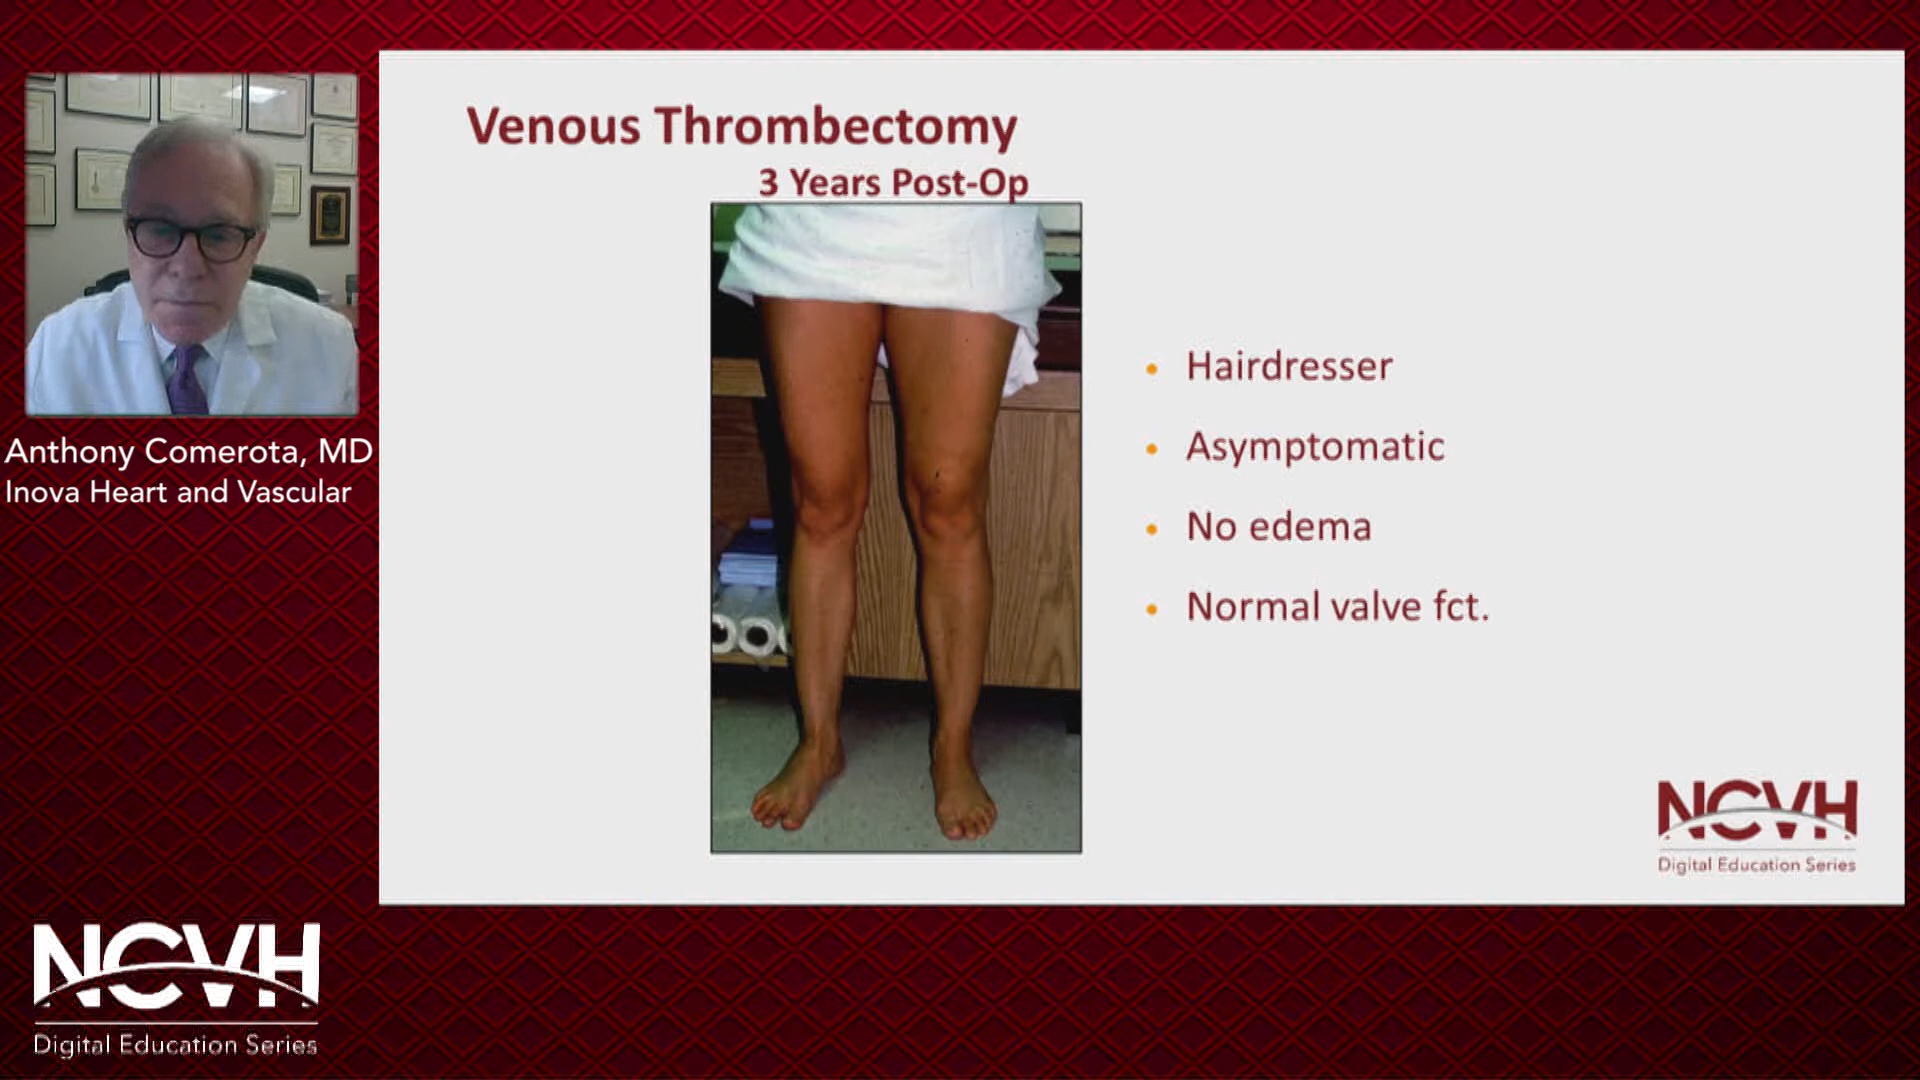 Venous Thrombectomy
3 Years Post-Op
Hairdresser
Asymptomatic
No edema
Normal valve fct.
NCVH
Digital Education Series
Anthony Comerota, MD
Inova Heart and Vascular
NCVH
Digital Education Series